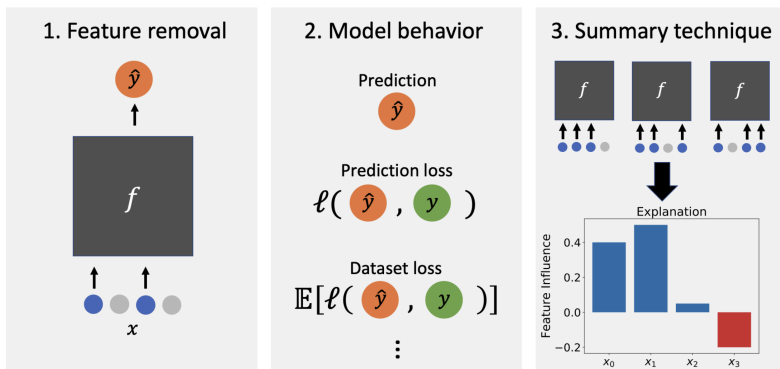 1. Feature removal
ŷ
f
x
2. Model behavior
Prediction
ŷ
Prediction loss
ℓ( ŷ , y )
Dataset loss
𝔼[ℓ( ŷ , y )]
⋮
3. Summary technique
f f f
Explanation
Feature Influence
0.4
0.2
0.0
−0.2
x₀ x₁ x₂ x₃